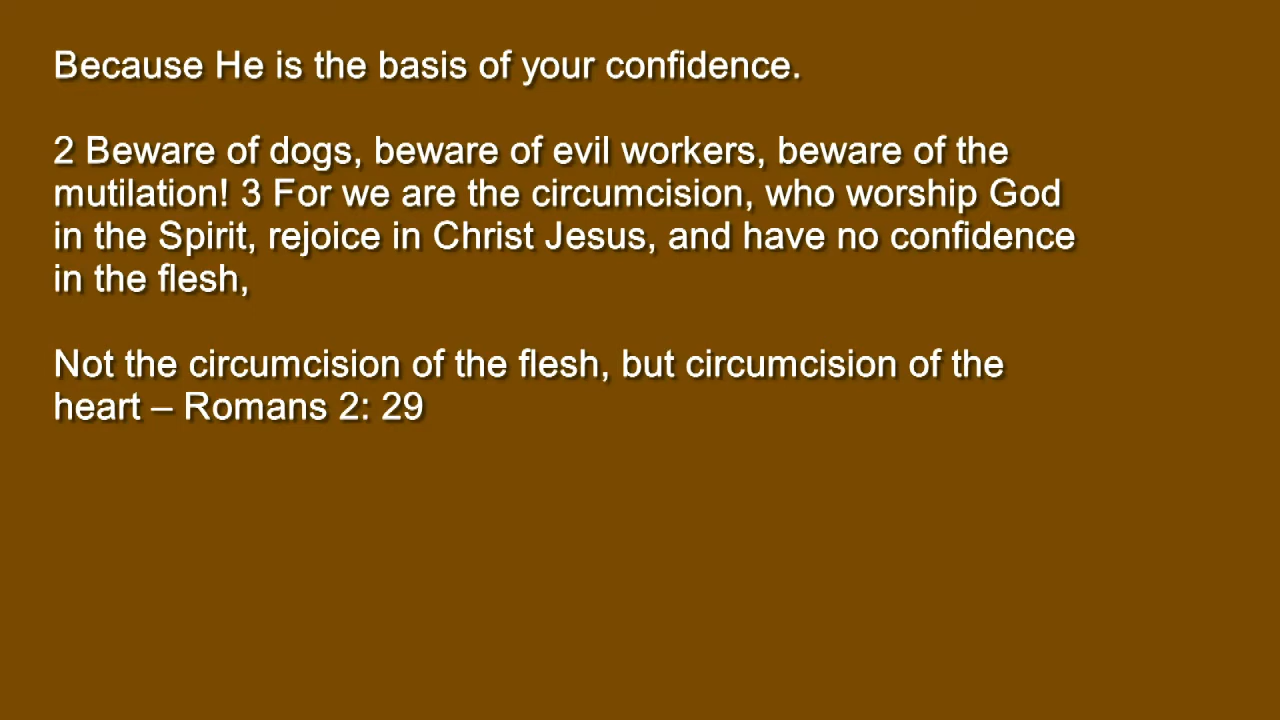 Because He is the basis of your confidence.
2 Beware of dogs, beware of evil workers, beware of the
mutilation! 3 For we are the circumcision, who worship God
in the Spirit, rejoice in Christ Jesus, and have no confidence
in the flesh,
Not the circumcision of the flesh, but circumcision of the
heart – Romans 2: 29